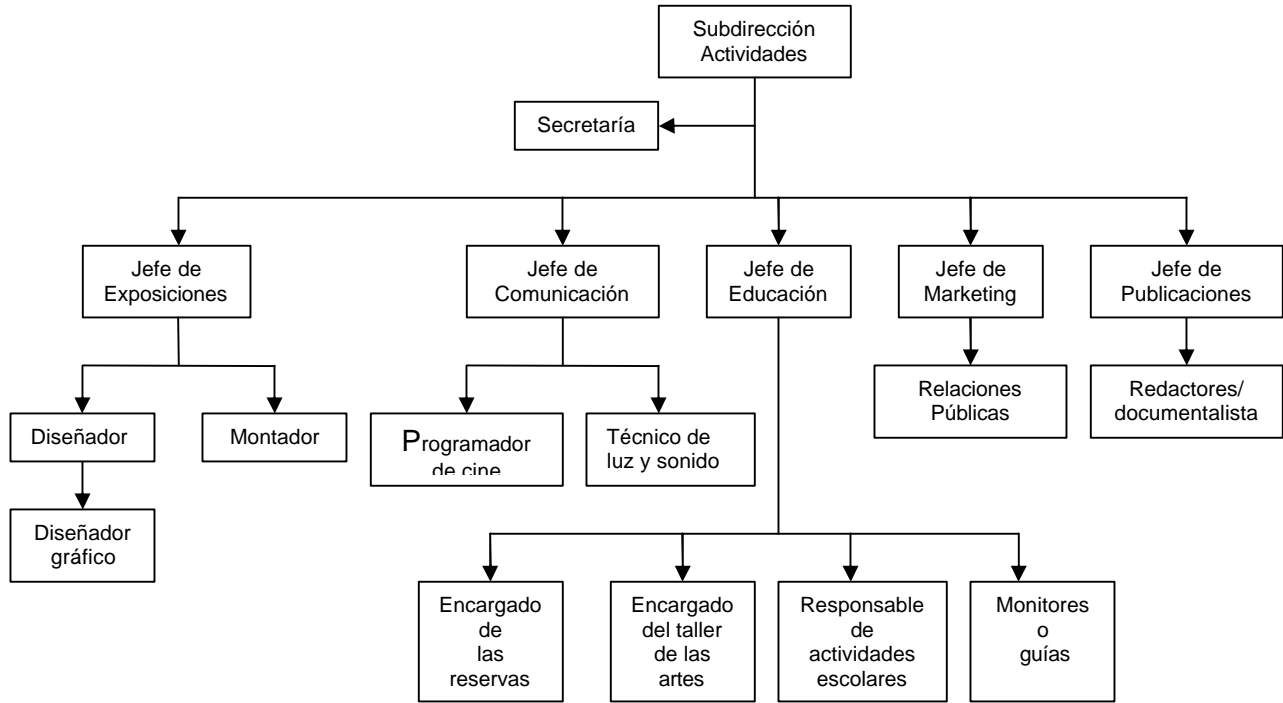 Subdirección
Actividades
Secretaría
Jefe de
Exposiciones
Jefe de
Comunicación
Jefe de
Educación
Jefe de
Marketing
Jefe de
Publicaciones
Relaciones
Públicas
Redactores/
documentalista
Diseñador
Montador
Programador
de cine
Técnico de
luz y sonido
Diseñador
gráfico
Encargado
de
las
reservas
Encargado
del taller
de las
artes
Responsable
de
actividades
escolares
Monitores
o
guías